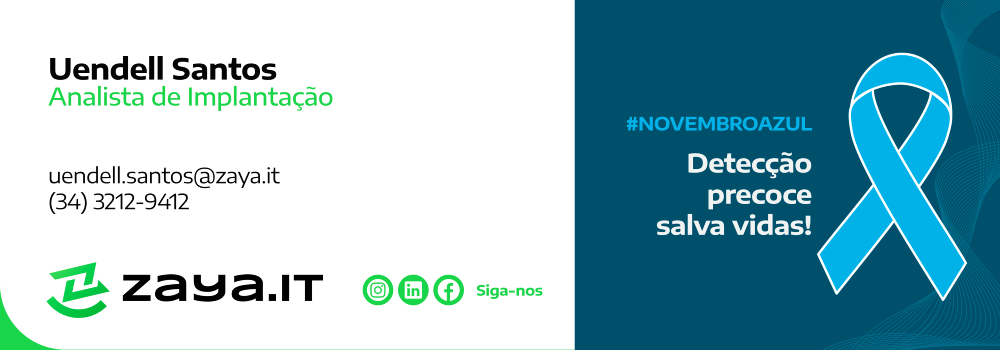 Uendell Santos
Analista de Implantação
uendell.santos@zaya.it
(34) 3212-9412
zaya.IT
Siga-nos
#NOVEMBROAZUL
Detecção
precoce
salva vidas!